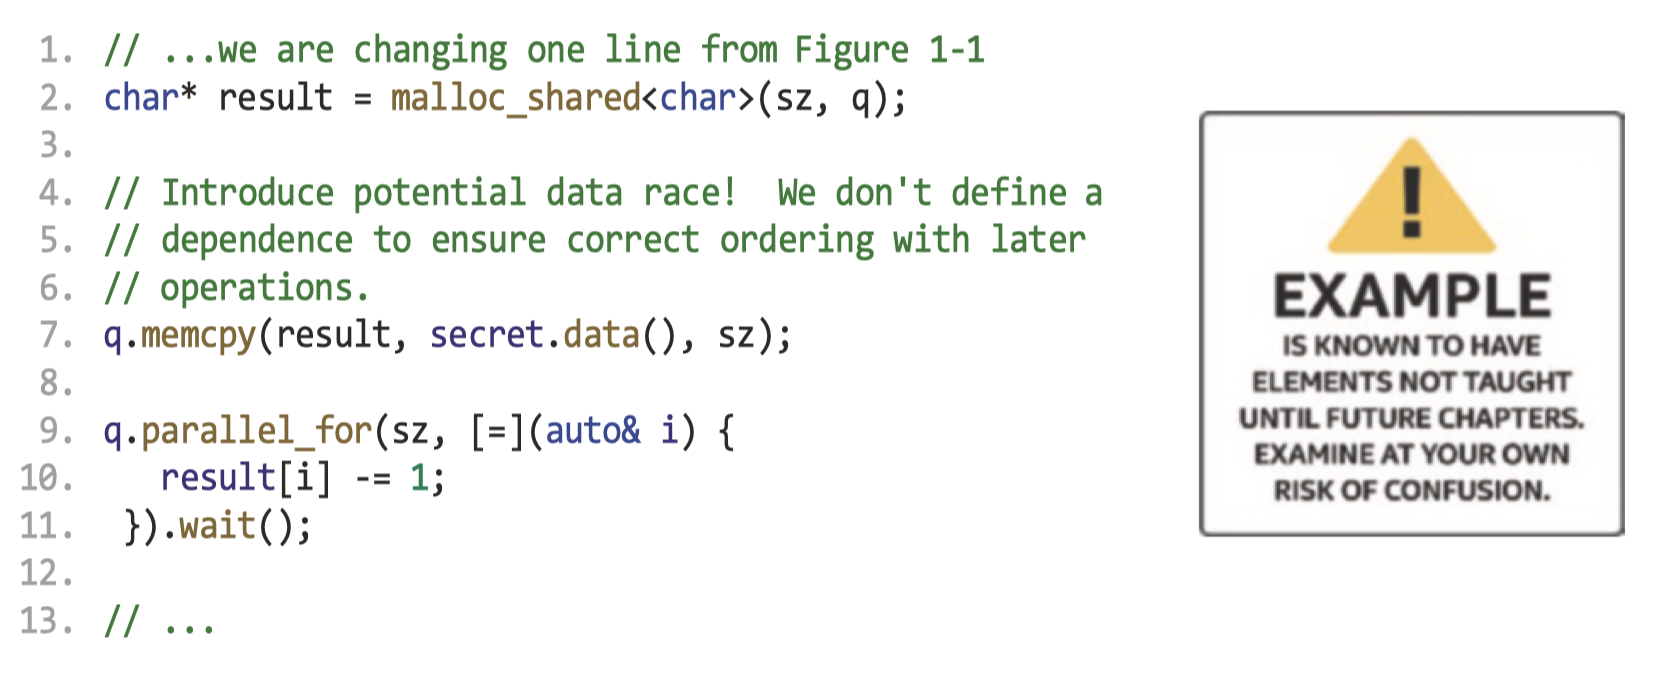 1. // ...we are changing one line from Figure 1-1
2. char* result = malloc_shared<char>(sz, q);
3.
4. // Introduce potential data race!  We don't define a
5. // dependence to ensure correct ordering with later
6. // operations.
7. q.memcpy(result, secret.data(), sz);
8.
9. q.parallel_for(sz, [=](auto& i) {
10.    result[i] -= 1;
11.  }).wait();
12.
13. // ...
!
EXAMPLE
IS KNOWN TO HAVE
ELEMENTS NOT TAUGHT
UNTIL FUTURE CHAPTERS.
EXAMINE AT YOUR OWN
RISK OF CONFUSION.